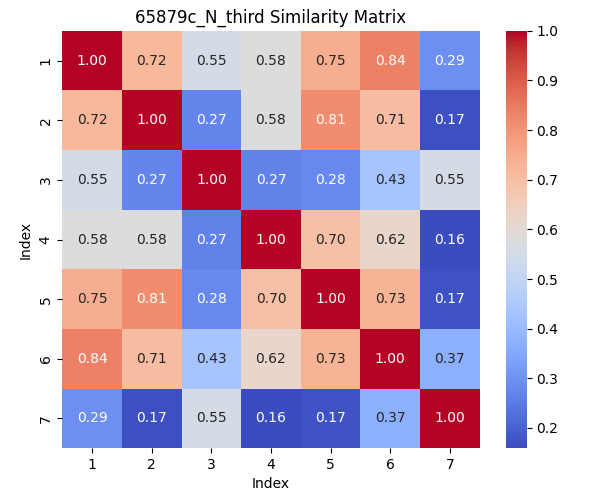 65879c_N_third Similarity Matrix
1 1.00 0.72 0.55 0.58 0.75 0.84 0.29
2 0.72 1.00 0.27 0.58 0.81 0.71 0.17
3 0.55 0.27 1.00 0.27 0.28 0.43 0.55
4 0.58 0.58 0.27 1.00 0.70 0.62 0.16
5 0.75 0.81 0.28 0.70 1.00 0.73 0.17
6 0.84 0.71 0.43 0.62 0.73 1.00 0.37
7 0.29 0.17 0.55 0.16 0.17 0.37 1.00
1 2 3 4 5 6 7
Index
Index
1.0
0.9
0.8
0.7
0.6
0.5
0.4
0.3
0.2